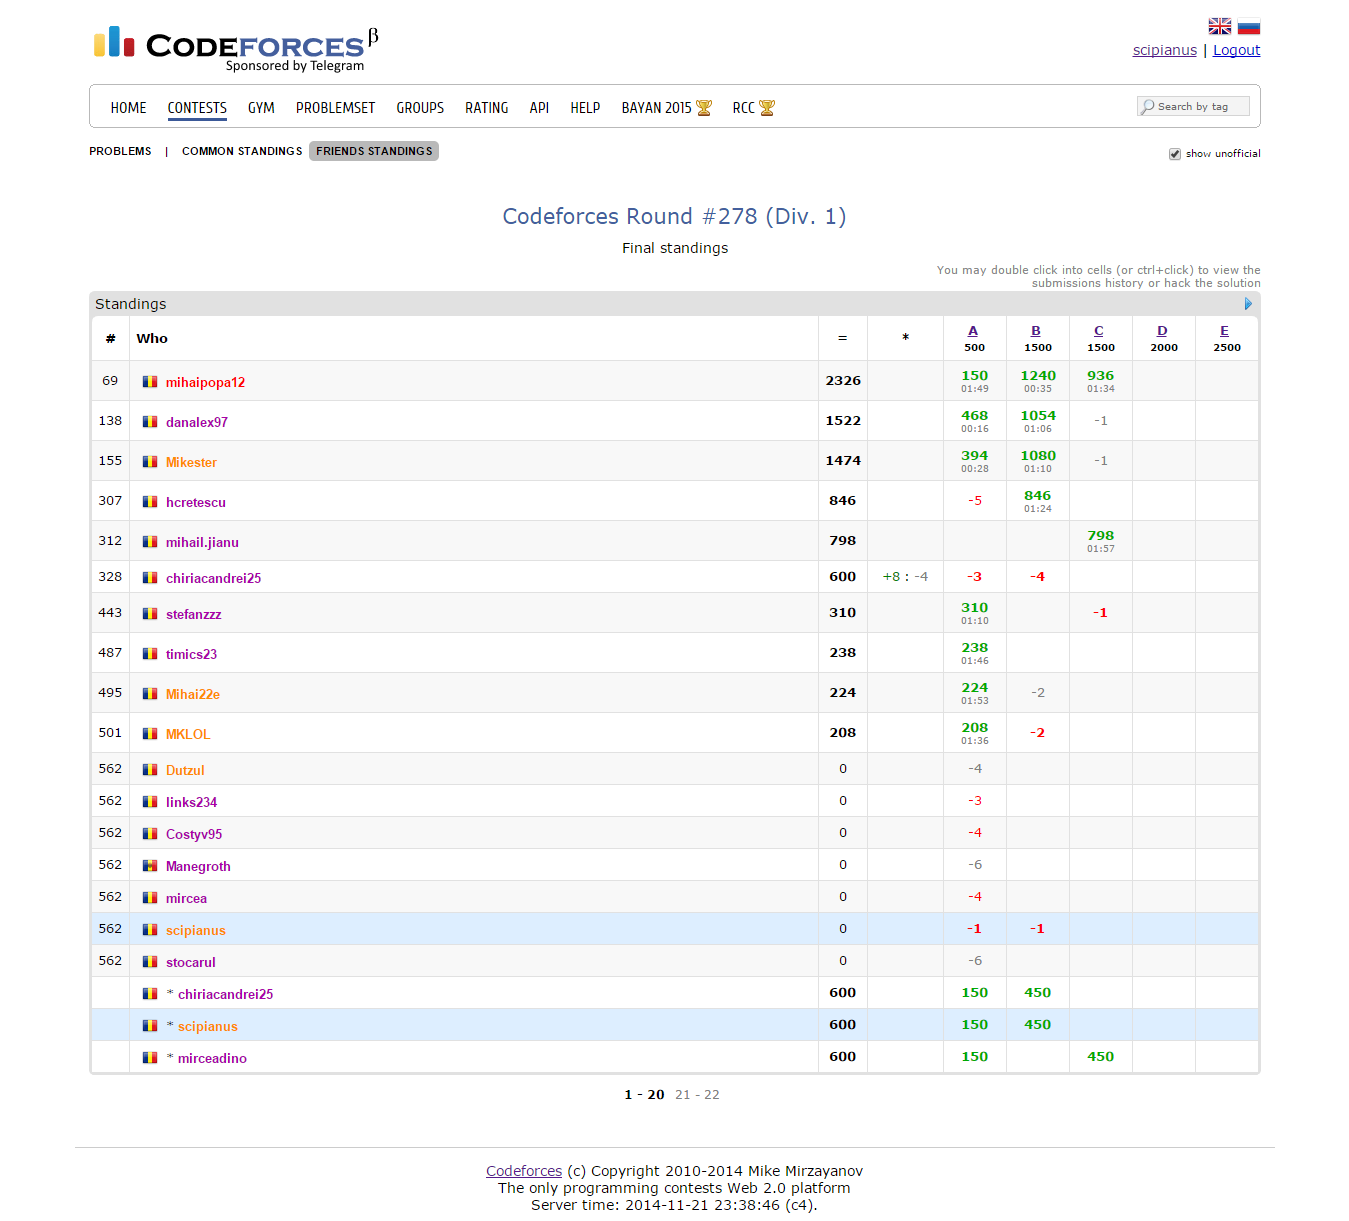 CODEFORCES β
Sponsored by Telegram
scipianus | Logout
HOME CONTESTS GYM PROBLEMSET GROUPS RATING API HELP BAYAN 2015 RCC Search by tag
PROBLEMS | COMMON STANDINGS FRIENDS STANDINGS show unofficial
Codeforces Round #278 (Div. 1)
Final standings
You may double click into cells (or ctrl+click) to view the
submissions history or hack the solution
Standings
# Who = * A B C D E
500 1500 1500 2000 2500
69 mihaipopa12 2326 150 1240 936
01:49 00:35 01:34
138 danalex97 1522 468 1054 -1
00:16 01:06
155 Mikester 1474 394 1080 -1
00:28 01:10
307 hcretescu 846 -5 846
01:24
312 mihail.jianu 798 798
01:57
328 chiriacandrei25 600 +8 : -4 -3 -4
443 stefanzzz 310 310 -1
01:10
487 timics23 238 238
01:46
495 Mihai22e 224 224 -2
01:53
501 MKLOL 208 208 -2
01:36
562 Dutzul 0 -4
562 links234 0 -3
562 Costyv95 0 -4
562 Manegroth 0 -6
562 mircea 0 -4
562 scipianus 0 -1 -1
562 stocarul 0 -6
* chiriacandrei25 600 150 450
* scipianus 600 150 450
* mirceadino 600 150 450
1 - 20 21 - 22
Codeforces (c) Copyright 2010-2014 Mike Mirzayanov
The only programming contests Web 2.0 platform
Server time: 2014-11-21 23:38:46 (c4).